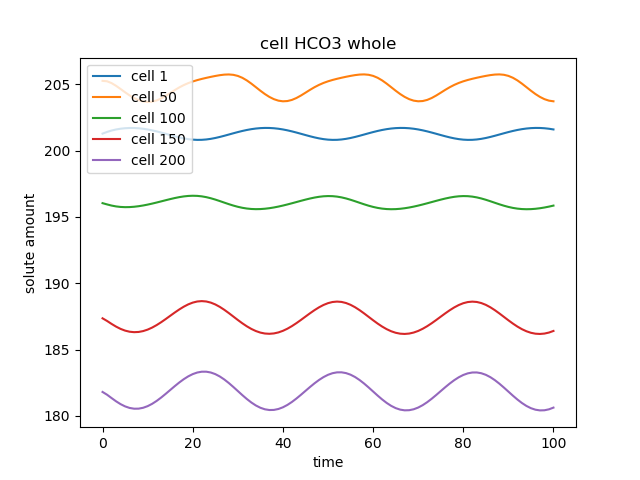 cell HCO3 whole
cell 1
cell 50
cell 100
cell 150
cell 200
solute amount
205
200
195
190
185
180
0 20 40 60 80 100
time